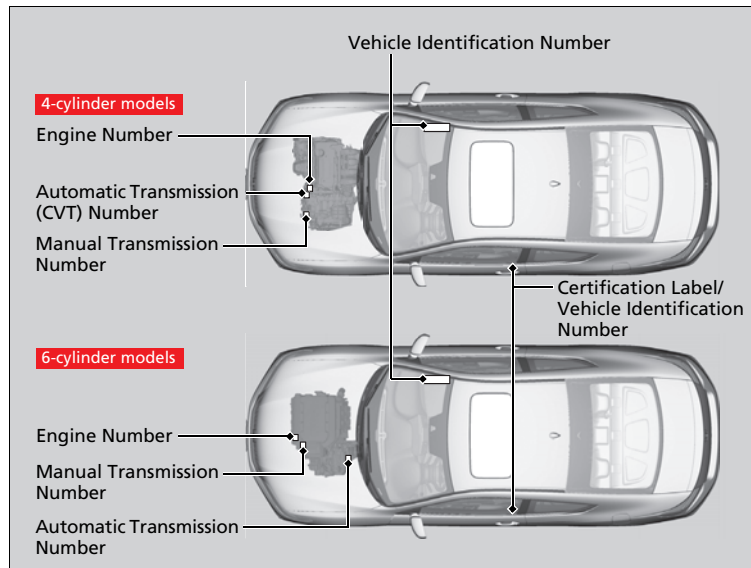 Vehicle Identification Number
4-cylinder models
Engine Number
Automatic Transmission
(CVT) Number
Manual Transmission
Number
Certification Label/
Vehicle Identification
Number
6-cylinder models
Engine Number
Manual Transmission
Number
Automatic Transmission
Number